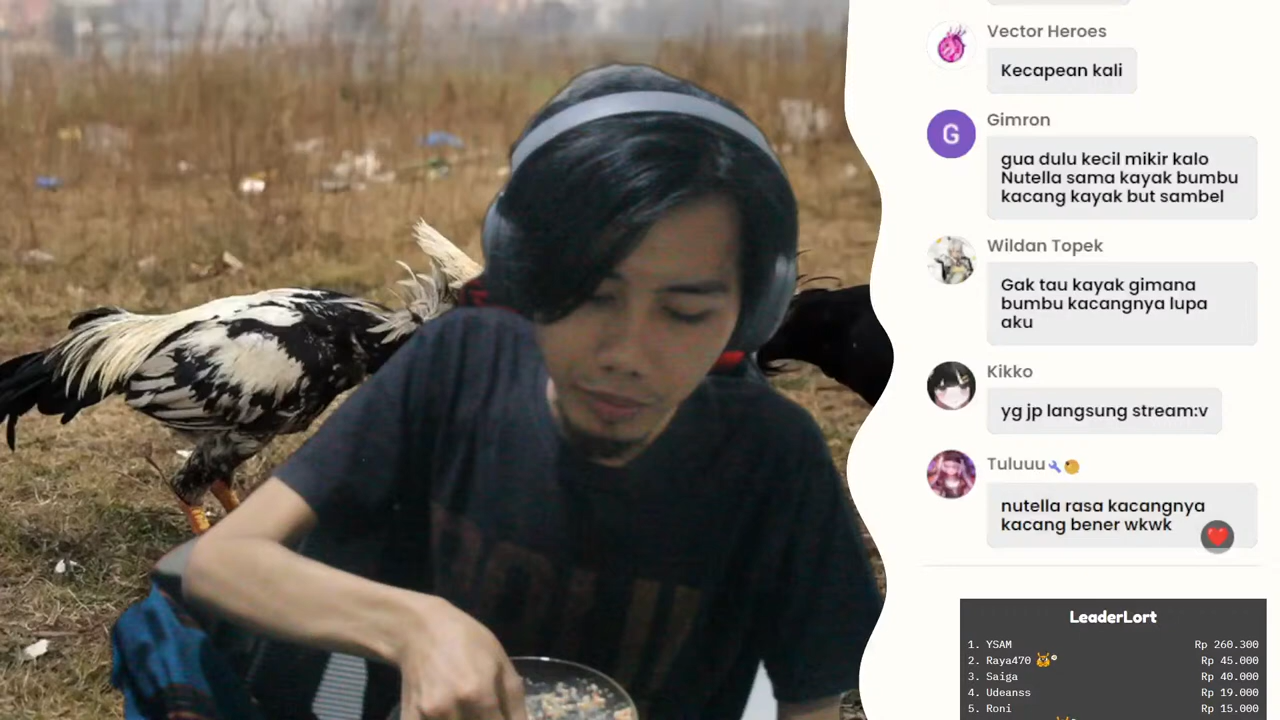 Vector Heroes
Kecapean kali
G
Gimron
gua dulu kecil mikir kalo
Nutella sama kayak bumbu
kacang kayak but sambel
Wildan Topek
Gak tau kayak gimana
bumbu kacangnya lupa
aku
Kikko
yg jp langsung stream:v
Tuluuu
nutella rasa kacangnya
kacang bener wkwk
LeaderLort
1. YSAM Rp 260.300
2. Raya470 Rp 45.000
3. Saiga Rp 40.000
4. Udeanss Rp 19.000
5. Roni Rp 15.000